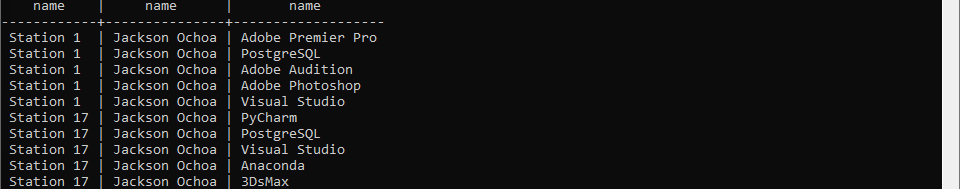 name | name | name
------------+---------------+-------------------
Station 1 | Jackson Ochoa | Adobe Premier Pro
Station 1 | Jackson Ochoa | PostgreSQL
Station 1 | Jackson Ochoa | Adobe Audition
Station 1 | Jackson Ochoa | Adobe Photoshop
Station 1 | Jackson Ochoa | Visual Studio
Station 17 | Jackson Ochoa | PyCharm
Station 17 | Jackson Ochoa | PostgreSQL
Station 17 | Jackson Ochoa | Visual Studio
Station 17 | Jackson Ochoa | Anaconda
Station 17 | Jackson Ochoa | 3DsMax